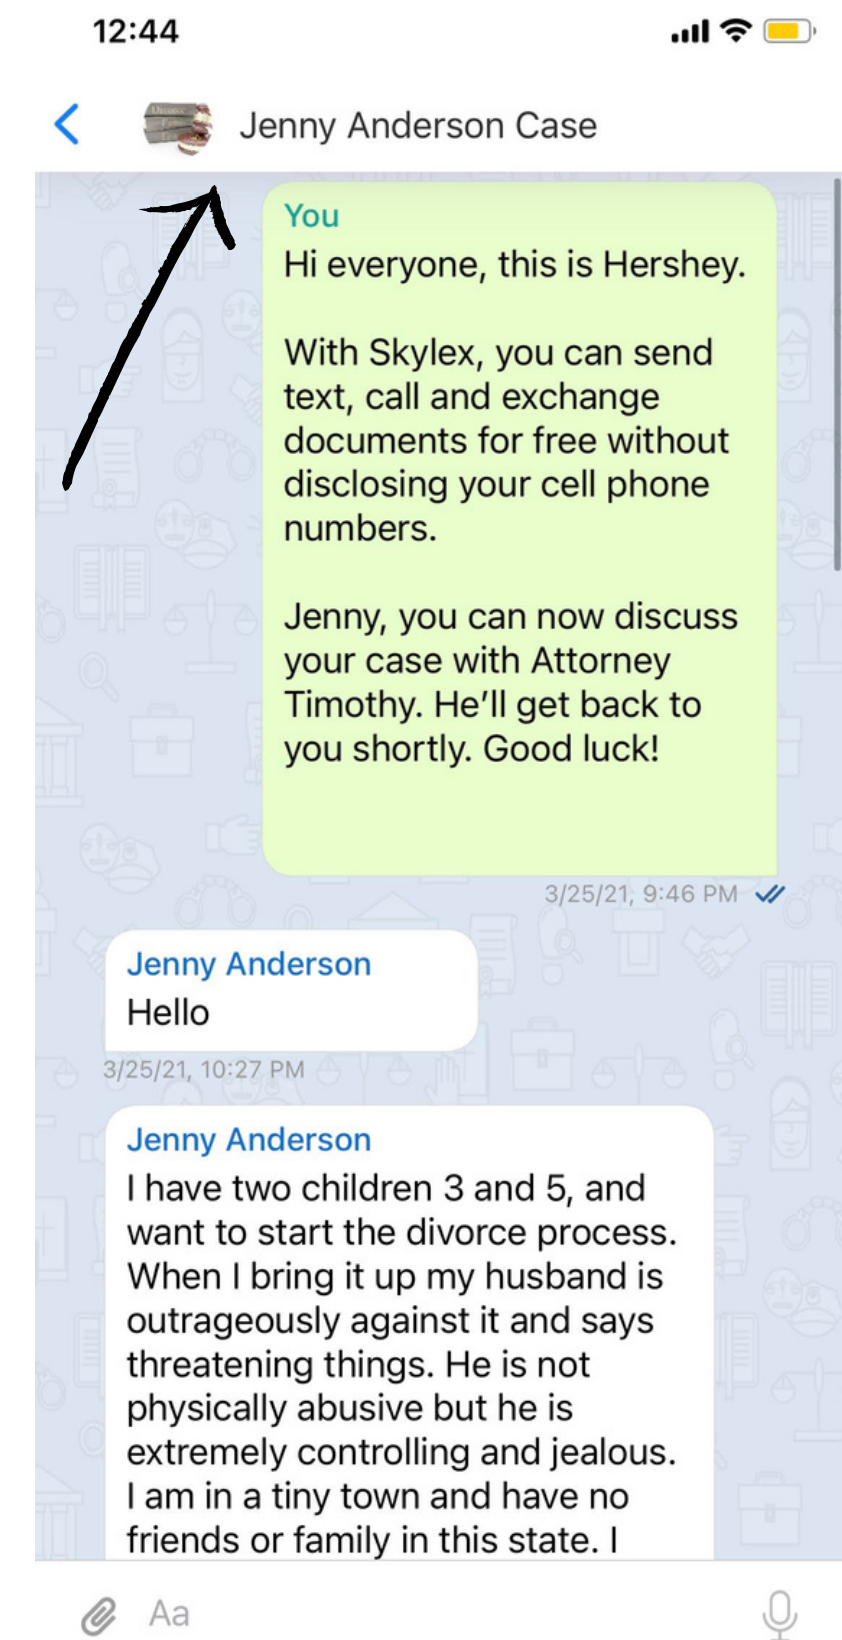 12:44
Jenny Anderson Case
You
Hi everyone, this is Hershey.
With Skylex, you can send
text, call and exchange
documents for free without
disclosing your cell phone
numbers.
Jenny, you can now discuss
your case with Attorney
Timothy. He’ll get back to
you shortly. Good luck!
3/25/21, 9:46 PM
Jenny Anderson
Hello
3/25/21, 10:27 PM
Jenny Anderson
I have two children 3 and 5, and
want to start the divorce process.
When I bring it up my husband is
outrageously against it and says
threatening things. He is not
physically abusive but he is
extremely controlling and jealous.
I am in a tiny town and have no
friends or family in this state. I
Aa